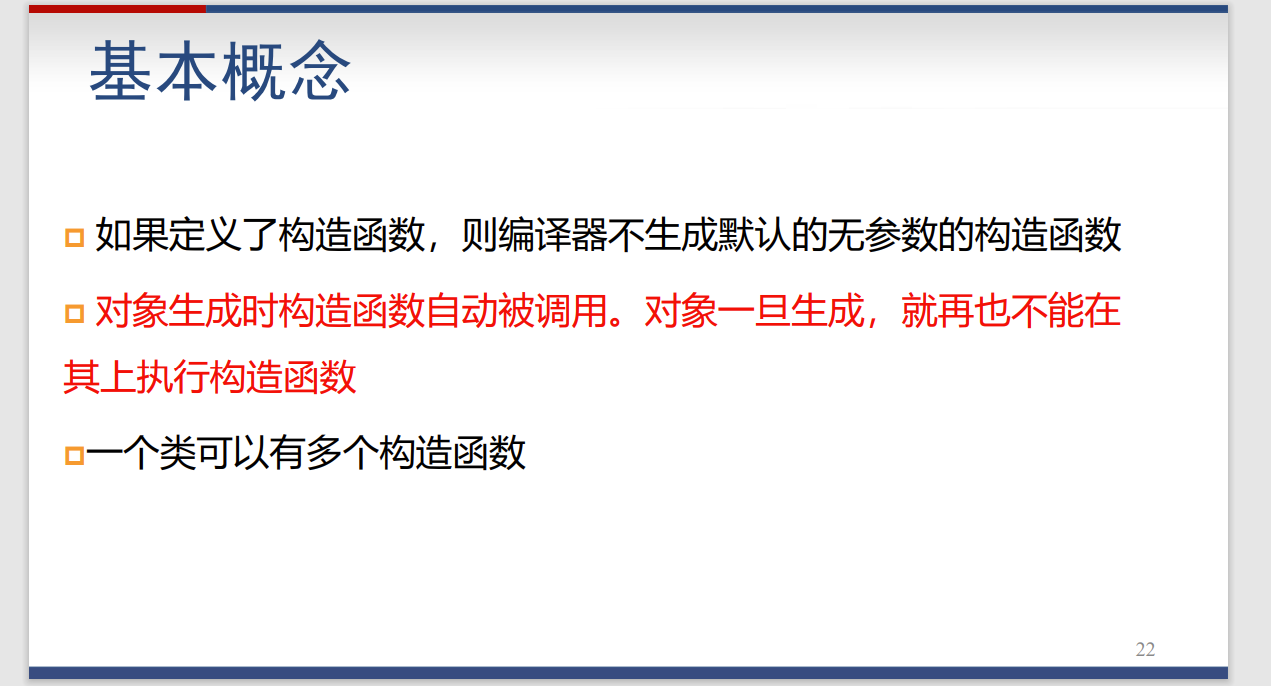 基本概念
如果定义了构造函数，则编译器不生成默认的无参数的构造函数
对象生成时构造函数自动被调用。对象一旦生成，就再也不能在
其上执行构造函数
一个类可以有多个构造函数
22